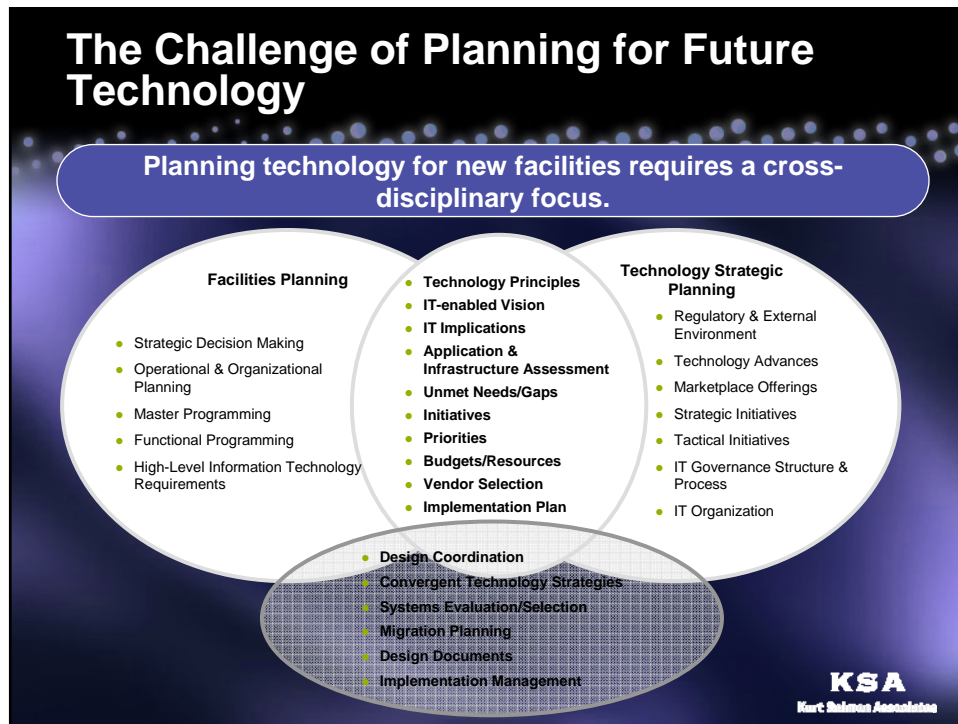 The Challenge of Planning for Future
Technology
Planning technology for new facilities requires a cross-
disciplinary focus.
Facilities Planning
● Strategic Decision Making
● Operational & Organizational
Planning
● Master Programming
● Functional Programming
● High-Level Information Technology
Requirements
● Technology Principles
● IT-enabled Vision
● IT Implications
● Application &
Infrastructure Assessment
● Unmet Needs/Gaps
● Initiatives
● Priorities
● Budgets/Resources
● Vendor Selection
● Implementation Plan
Technology Strategic
Planning
● Regulatory & External
Environment
● Technology Advances
● Marketplace Offerings
● Strategic Initiatives
● Tactical Initiatives
● IT Governance Structure &
Process
● IT Organization
● Design Coordination
● Convergent Technology Strategies
● Systems Evaluation/Selection
● Migration Planning
● Design Documents
● Implementation Management
KSA
Kurt Salmon Associates